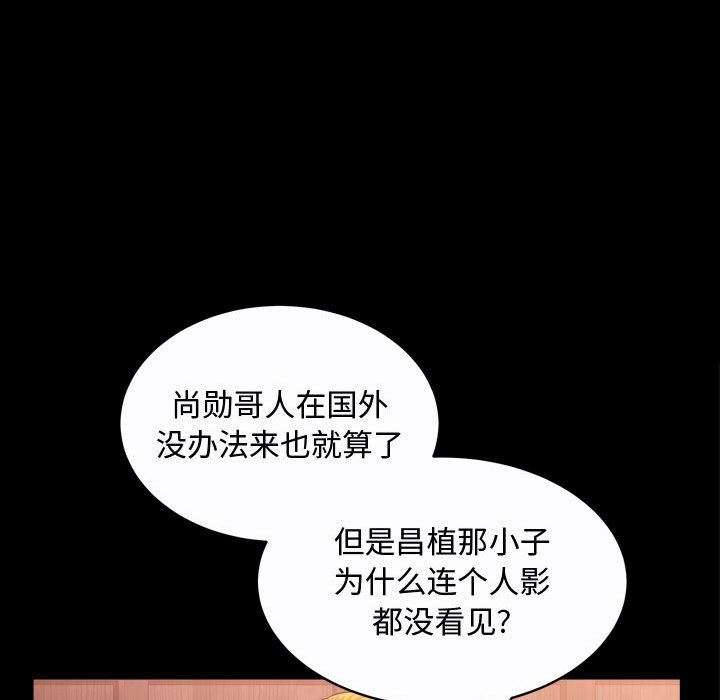 尚勋哥人在国外
没办法来也就算了
但是昌植那小子
为什么连个人影
都没看见?